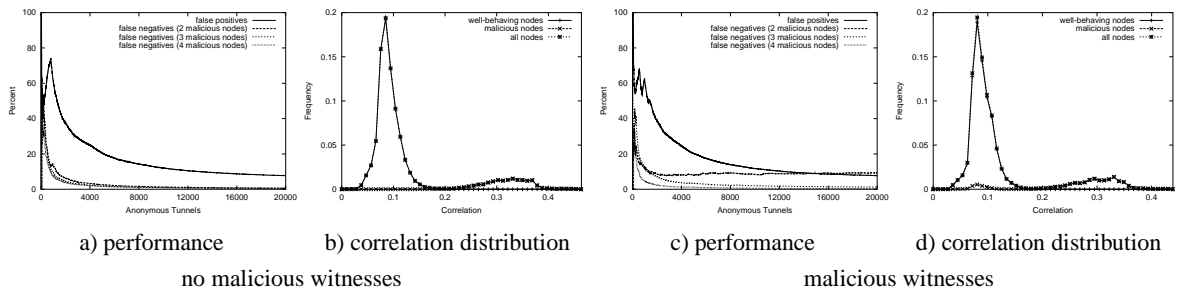 100
80
60
40
20
0
Percent
0 4000 8000 12000 16000 20000
Anonymous Tunnels
false positives
false negatives (2 malicious nodes)
false negatives (3 malicious nodes)
false negatives (4 malicious nodes)
0.2
0.15
0.1
0.05
0
Frequency
0 0.1 0.2 0.3 0.4
Correlation
well-behaving nodes
malicious nodes
all nodes
100
80
60
40
20
0
Percent
0 4000 8000 12000 16000 20000
Anonymous Tunnels
false positives
false negatives (2 malicious nodes)
false negatives (3 malicious nodes)
false negatives (4 malicious nodes)
0.2
0.15
0.1
0.05
0
Frequency
0 0.1 0.2 0.3 0.4
Correlation
well-behaving nodes
malicious nodes
all nodes
a) performance b) correlation distribution c) performance d) correlation distribution
no malicious witnesses malicious witnesses